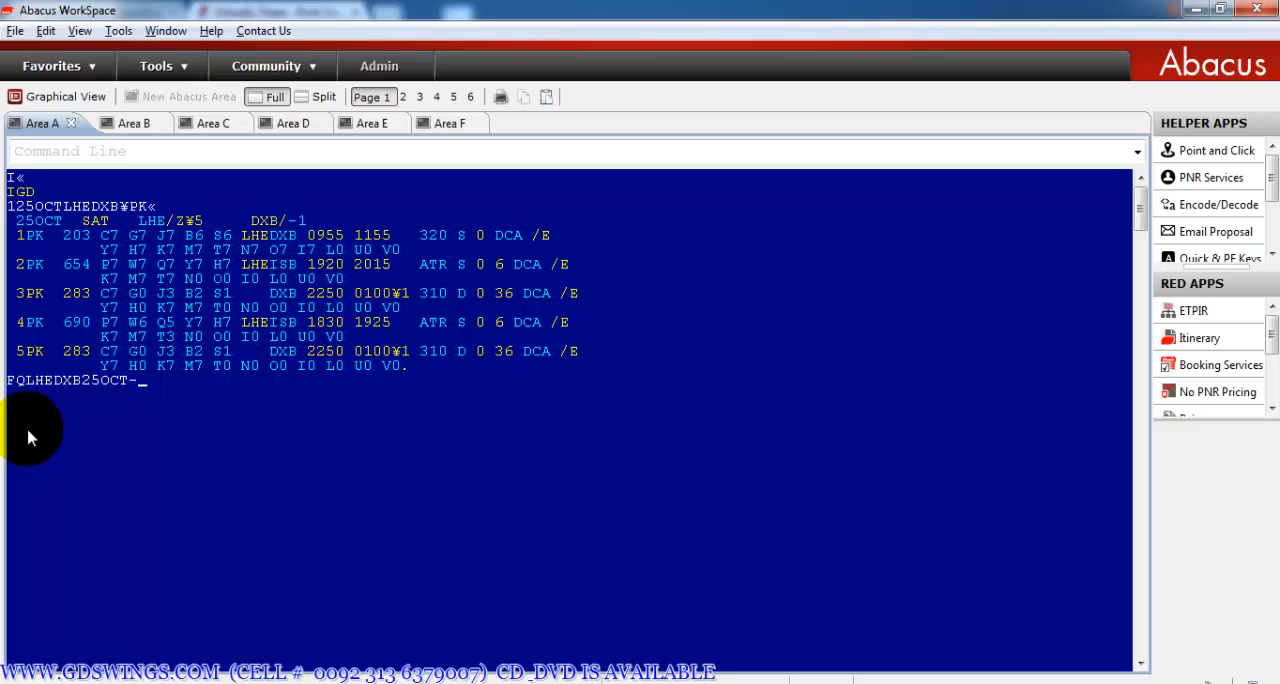 Abacus WorkSpace
File Edit View Tools Window Help Contact Us
Favorites Tools Community Admin
Abacus
Graphical View New Abacus Area Full Split Page 1 2 3 4 5 6
Area A Area B Area C Area D Area E Area F
Command Line
I«
IGD
125OCTLHEDXB¥PK«
25OCT SAT LHE/Z¥5 DXB/-1
1PK 203 C7 G7 J7 B6 S6 LHEDXB 0955 1155 320 S 0 DCA /E
Y7 H7 K7 M7 T7 N7 O7 I7 L0 U0 V0
2PK 654 P7 W7 Q7 Y7 H7 LHEISB 1920 2015 ATR S 0 6 DCA /E
K7 M7 T7 N0 O0 I0 L0 U0 V0
3PK 283 C7 G0 J3 B2 S1 DXB 2250 0100¥1 310 D 0 36 DCA /E
Y7 H0 K7 M7 T0 N0 O0 I0 L0 U0 V0
4PK 690 P7 W6 Q5 Y7 H7 LHEISB 1830 1925 ATR S 0 6 DCA /E
K7 M7 T3 N0 O0 I0 L0 U0 V0
5PK 283 C7 G0 J3 B2 S1 DXB 2250 0100¥1 310 D 0 36 DCA /E
Y7 H0 K7 M7 T0 N0 O0 I0 L0 U0 V0.
FQLHEDXB25OCT-_
HELPER APPS
Point and Click
PNR Services
Encode/Decode
Email Proposal
Quick & PF Keys
RED APPS
ETPIR
Itinerary
Booking Services
No PNR Pricing
WWW.GDSWINGS.COM (CELL # 0092 313 6379007) CD_DVD IS AVAILABLE